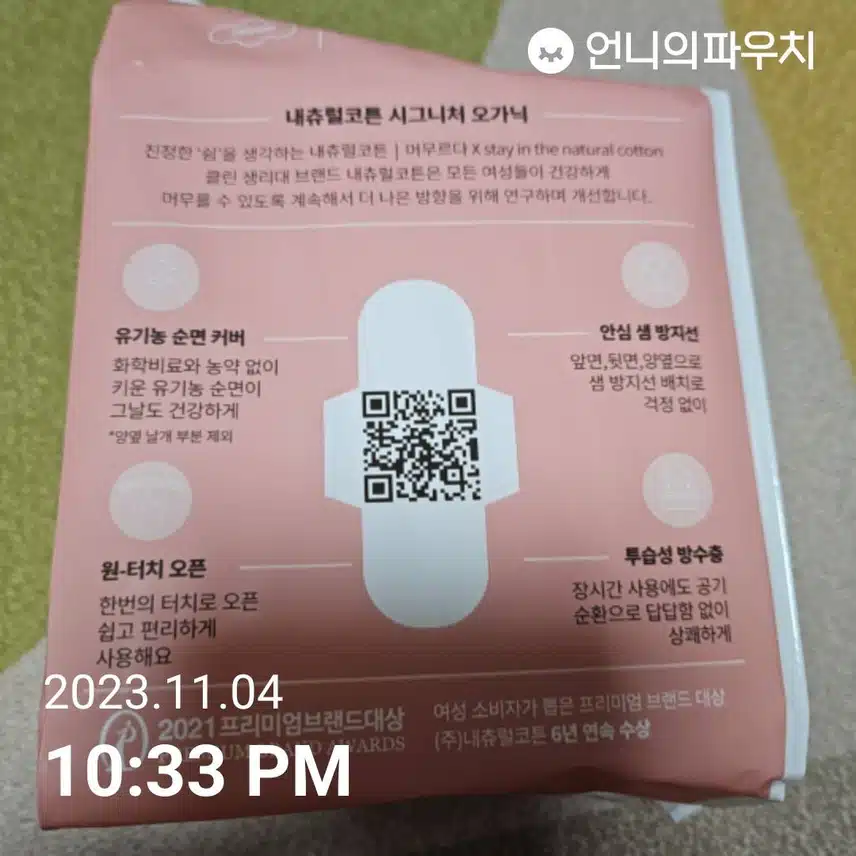 언니의파우치
내츄럴코튼 시그니처 오가닉
진정한 '쉼'을 생각하는 내츄럴코튼 | 머무르다 X stay in the natural cotton
클린 생리대 브랜드 내츄럴코튼은 모든 여성들이 건강하게
머무를 수 있도록 계속해서 더 나은 방향을 위해 연구하며 개선합니다.
유기농 순면 커버
화학비료와 농약 없이
키운 유기농 순면이
그날도 건강하게
*양옆 날개 부분 제외
안심 샘 방지선
앞면,뒷면,양옆으로
샘 방지선 배치로
걱정 없이
원-터치 오픈
한번의 터치로 오픈
쉽고 편리하게
사용해요
투습성 방수층
장시간 사용에도 공기
순환으로 답답함 없이
상쾌하게
2023.11.04
2021 프리미엄브랜드대상
AWARDS
여성 소비자가 뽑은 프리미엄 브랜드 대상
(주)내츄럴코튼 6년 연속 수상
10:33 PM